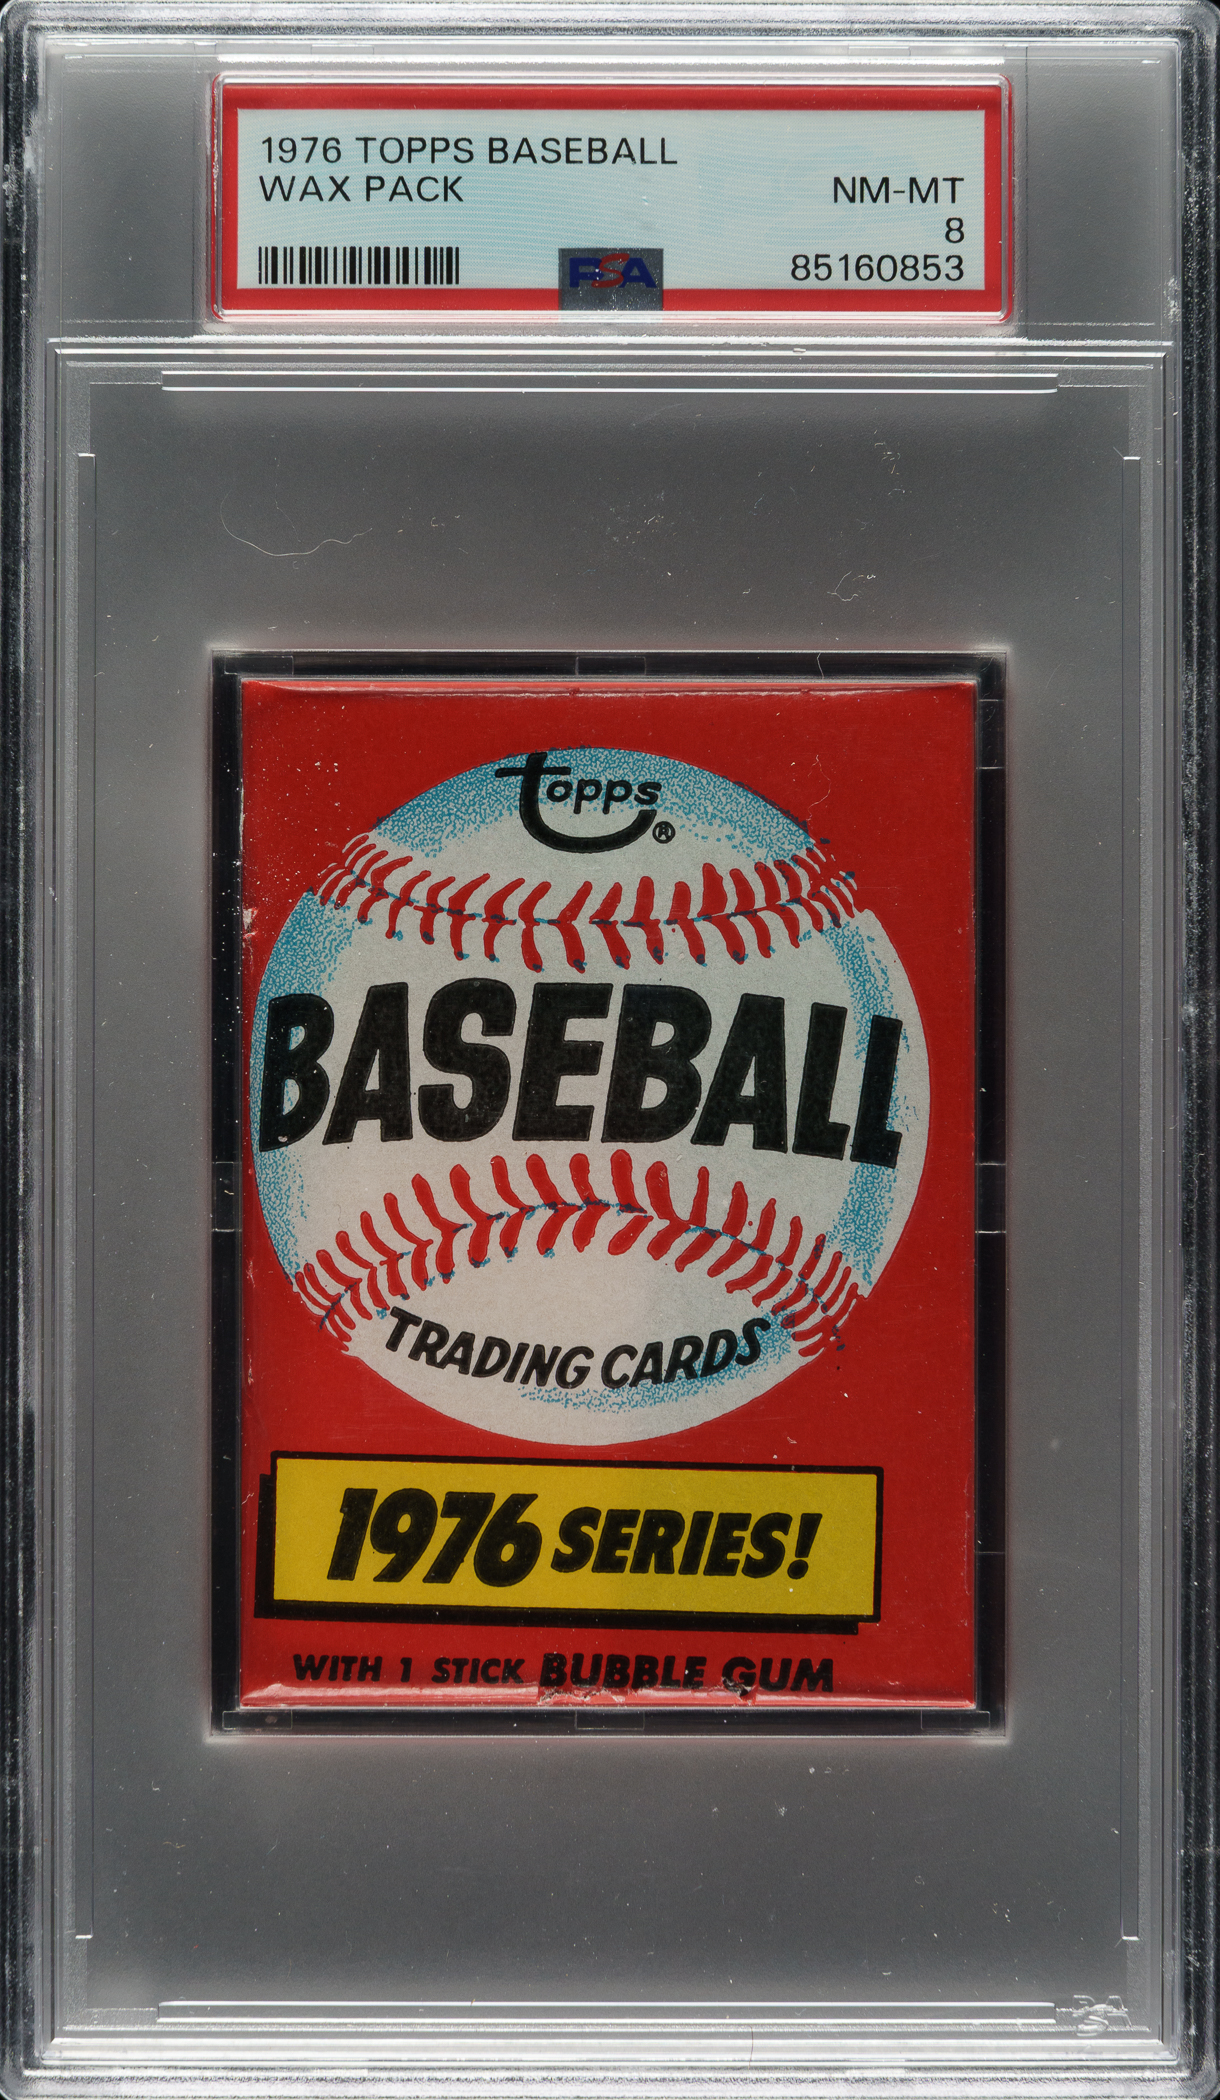 1976 TOPPS BASEBALL
WAX PACK
NM-MT
8
PSA
85160853
topps®
BASEBALL
TRADING CARDS
1976 SERIES!
WITH 1 STICK BUBBLE GUM
PSA